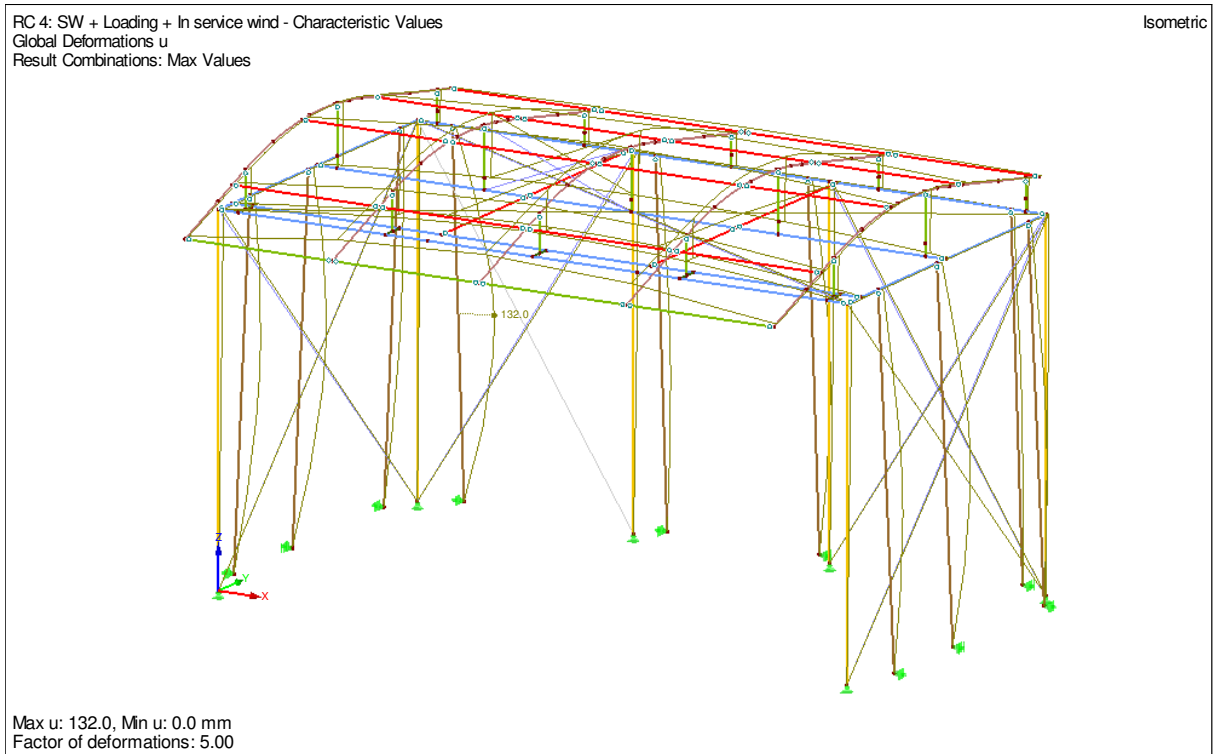 RC 4: SW + Loading + In service wind - Characteristic Values
Isometric
Global Deformations u
Result Combinations: Max Values
132.0
Z
Y
X
Max u: 132.0, Min u: 0.0 mm
Factor of deformations: 5.00